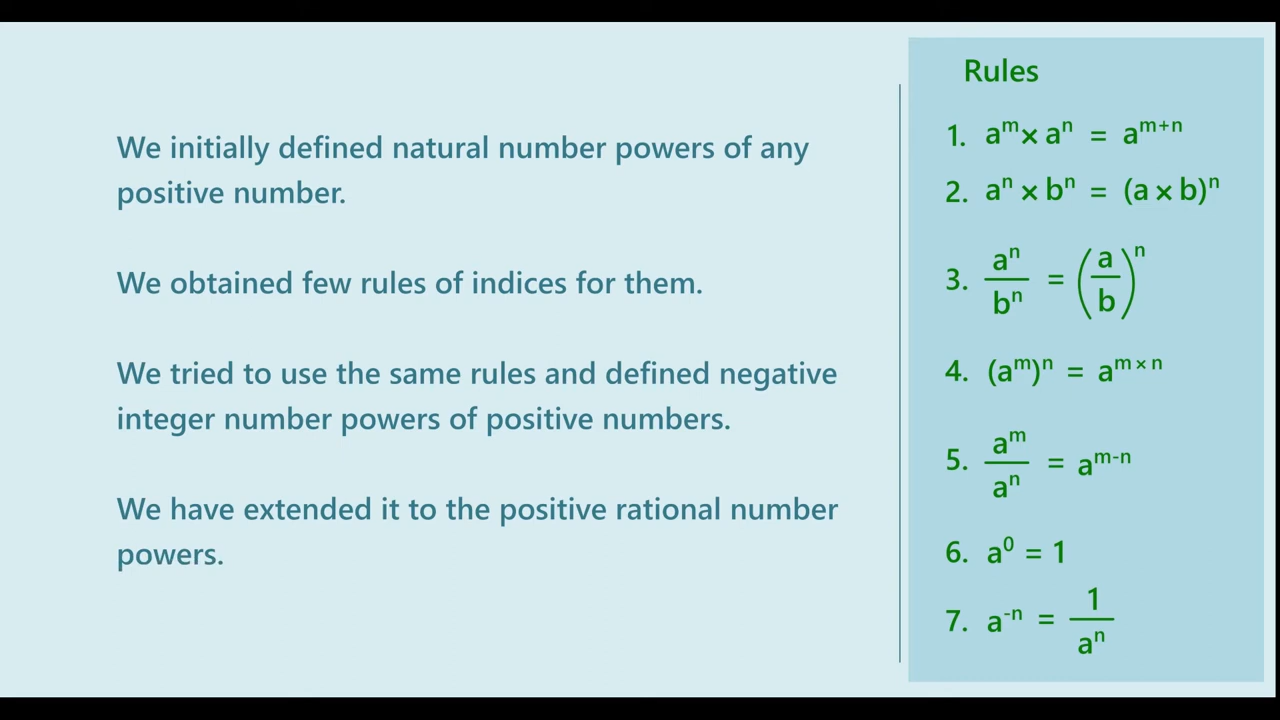 We initially defined natural number powers of any
positive number.
We obtained few rules of indices for them.
We tried to use the same rules and defined negative
integer number powers of positive numbers.
We have extended it to the positive rational number
powers.
Rules
1. aᵐ × aⁿ = aᵐ⁺ⁿ
2. aⁿ × bⁿ = (a × b)ⁿ
3. aⁿ/bⁿ = (a/b)ⁿ
4. (aᵐ)ⁿ = aᵐ ˣ ⁿ
5. aᵐ/aⁿ = aᵐ⁻ⁿ
6. a⁰ = 1
7. a⁻ⁿ = 1/aⁿ